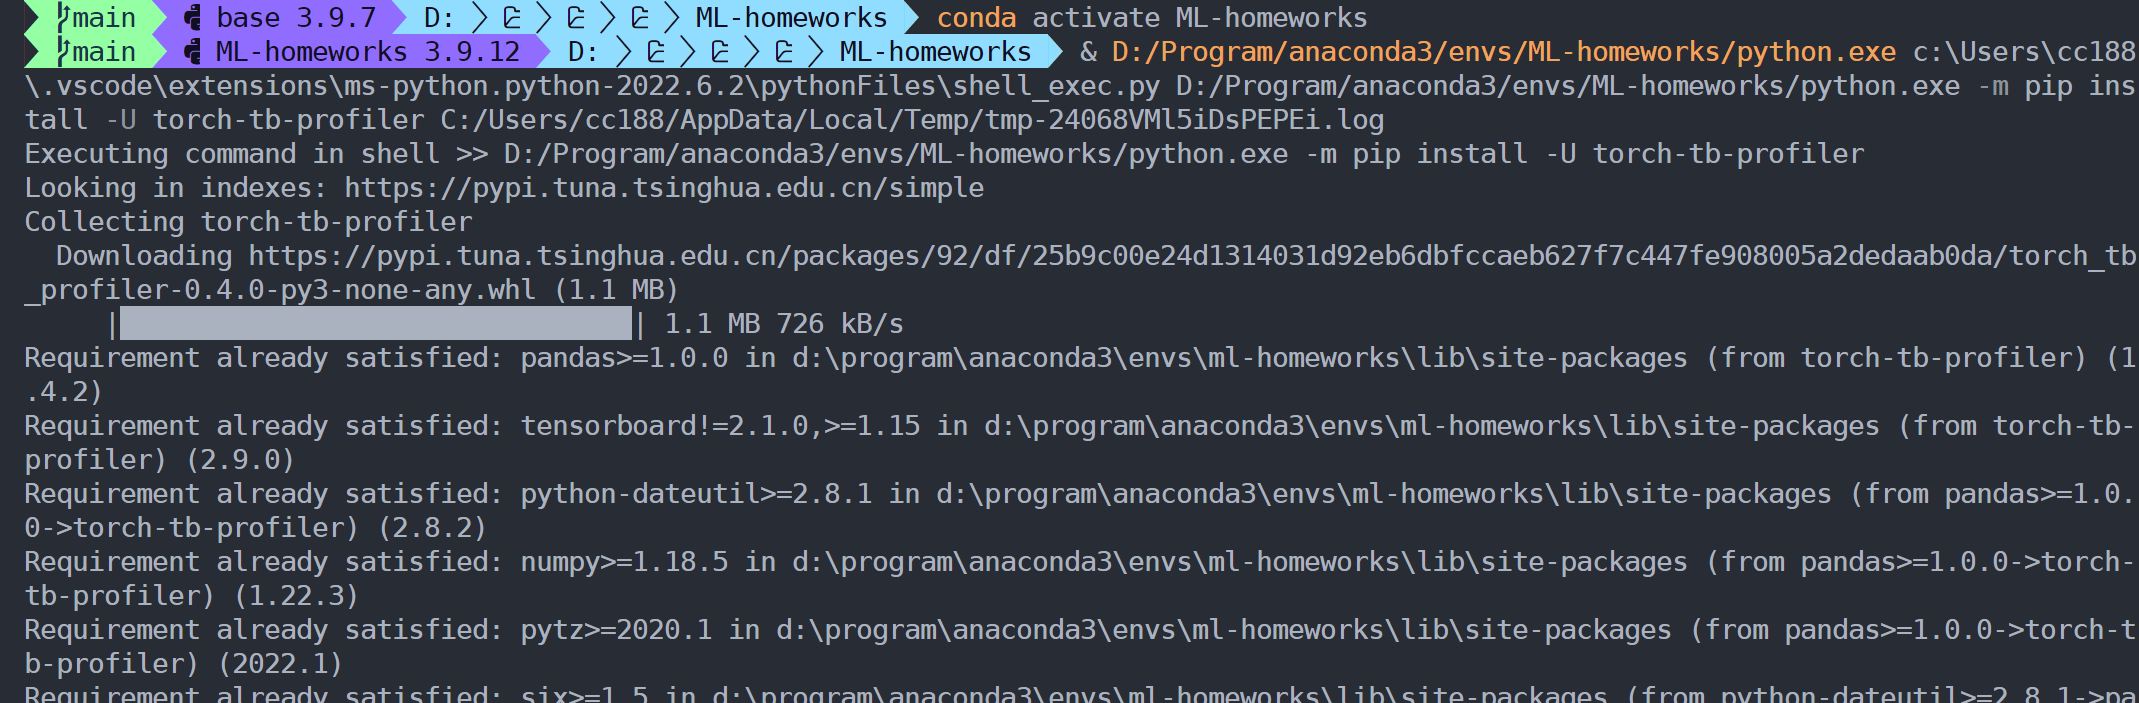 main base 3.9.7 D: ML-homeworks conda activate ML-homeworks
main ML-homeworks 3.9.12 D: ML-homeworks & D:/Program/anaconda3/envs/ML-homeworks/python.exe c:\Users\cc188
\.vscode\extensions\ms-python.python-2022.6.2\pythonFiles\shell_exec.py D:/Program/anaconda3/envs/ML-homeworks/python.exe -m pip ins
tall -U torch-tb-profiler C:/Users/cc188/AppData/Local/Temp/tmp-24068VMl5iDsPEPEi.log
Executing command in shell >> D:/Program/anaconda3/envs/ML-homeworks/python.exe -m pip install -U torch-tb-profiler
Looking in indexes: https://pypi.tuna.tsinghua.edu.cn/simple
Collecting torch-tb-profiler
  Downloading https://pypi.tuna.tsinghua.edu.cn/packages/92/df/25b9c00e24d1314031d92eb6dbfccaeb627f7c447fe908005a2dedaab0da/torch_tb
_profiler-0.4.0-py3-none-any.whl (1.1 MB)
|                                | 1.1 MB 726 kB/s
Requirement already satisfied: pandas>=1.0.0 in d:\program\anaconda3\envs\ml-homeworks\lib\site-packages (from torch-tb-profiler) (1
.4.2)
Requirement already satisfied: tensorboard!=2.1.0,>=1.15 in d:\program\anaconda3\envs\ml-homeworks\lib\site-packages (from torch-tb-
profiler) (2.9.0)
Requirement already satisfied: python-dateutil>=2.8.1 in d:\program\anaconda3\envs\ml-homeworks\lib\site-packages (from pandas>=1.0.
0->torch-tb-profiler) (2.8.2)
Requirement already satisfied: numpy>=1.18.5 in d:\program\anaconda3\envs\ml-homeworks\lib\site-packages (from pandas>=1.0.0->torch-
tb-profiler) (1.22.3)
Requirement already satisfied: pytz>=2020.1 in d:\program\anaconda3\envs\ml-homeworks\lib\site-packages (from pandas>=1.0.0->torch-t
b-profiler) (2022.1)
Requirement already satisfied: six>=1.5 in d:\program\anaconda3\envs\ml-homeworks\lib\site-packages (from python-dateutil>=2.8.1->pa